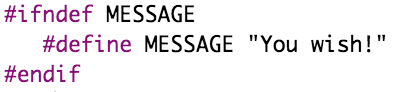 #ifndef MESSAGE
#define MESSAGE "You wish!"
#endif